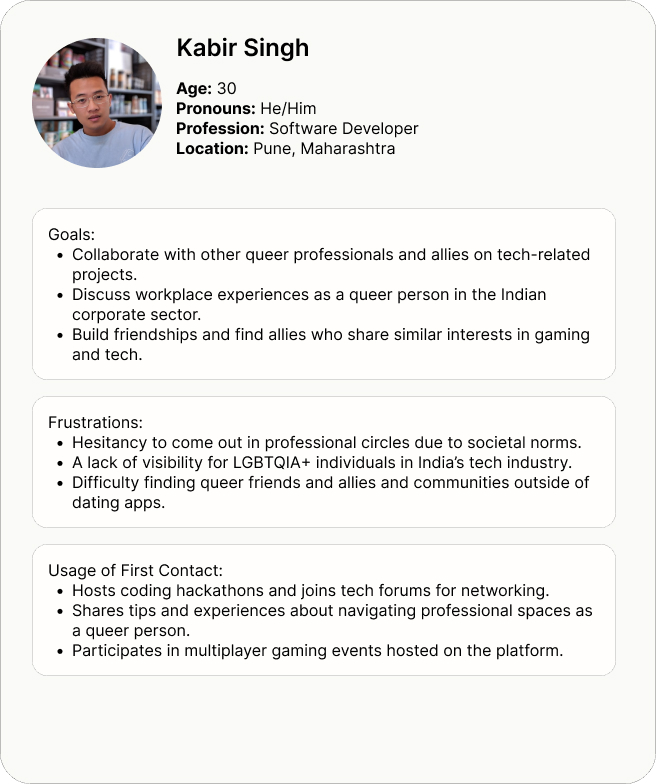 Kabir Singh
Age: 30
Pronouns: He/Him
Profession: Software Developer
Location: Pune, Maharashtra
Goals:
• Collaborate with other queer professionals and allies on tech-related
projects.
• Discuss workplace experiences as a queer person in the Indian
corporate sector.
• Build friendships and find allies who share similar interests in gaming
and tech.
Frustrations:
• Hesitancy to come out in professional circles due to societal norms.
• A lack of visibility for LGBTQIA+ individuals in India’s tech industry.
• Difficulty finding queer friends and allies and communities outside of
dating apps.
Usage of First Contact:
• Hosts coding hackathons and joins tech forums for networking.
• Shares tips and experiences about navigating professional spaces as
a queer person.
• Participates in multiplayer gaming events hosted on the platform.